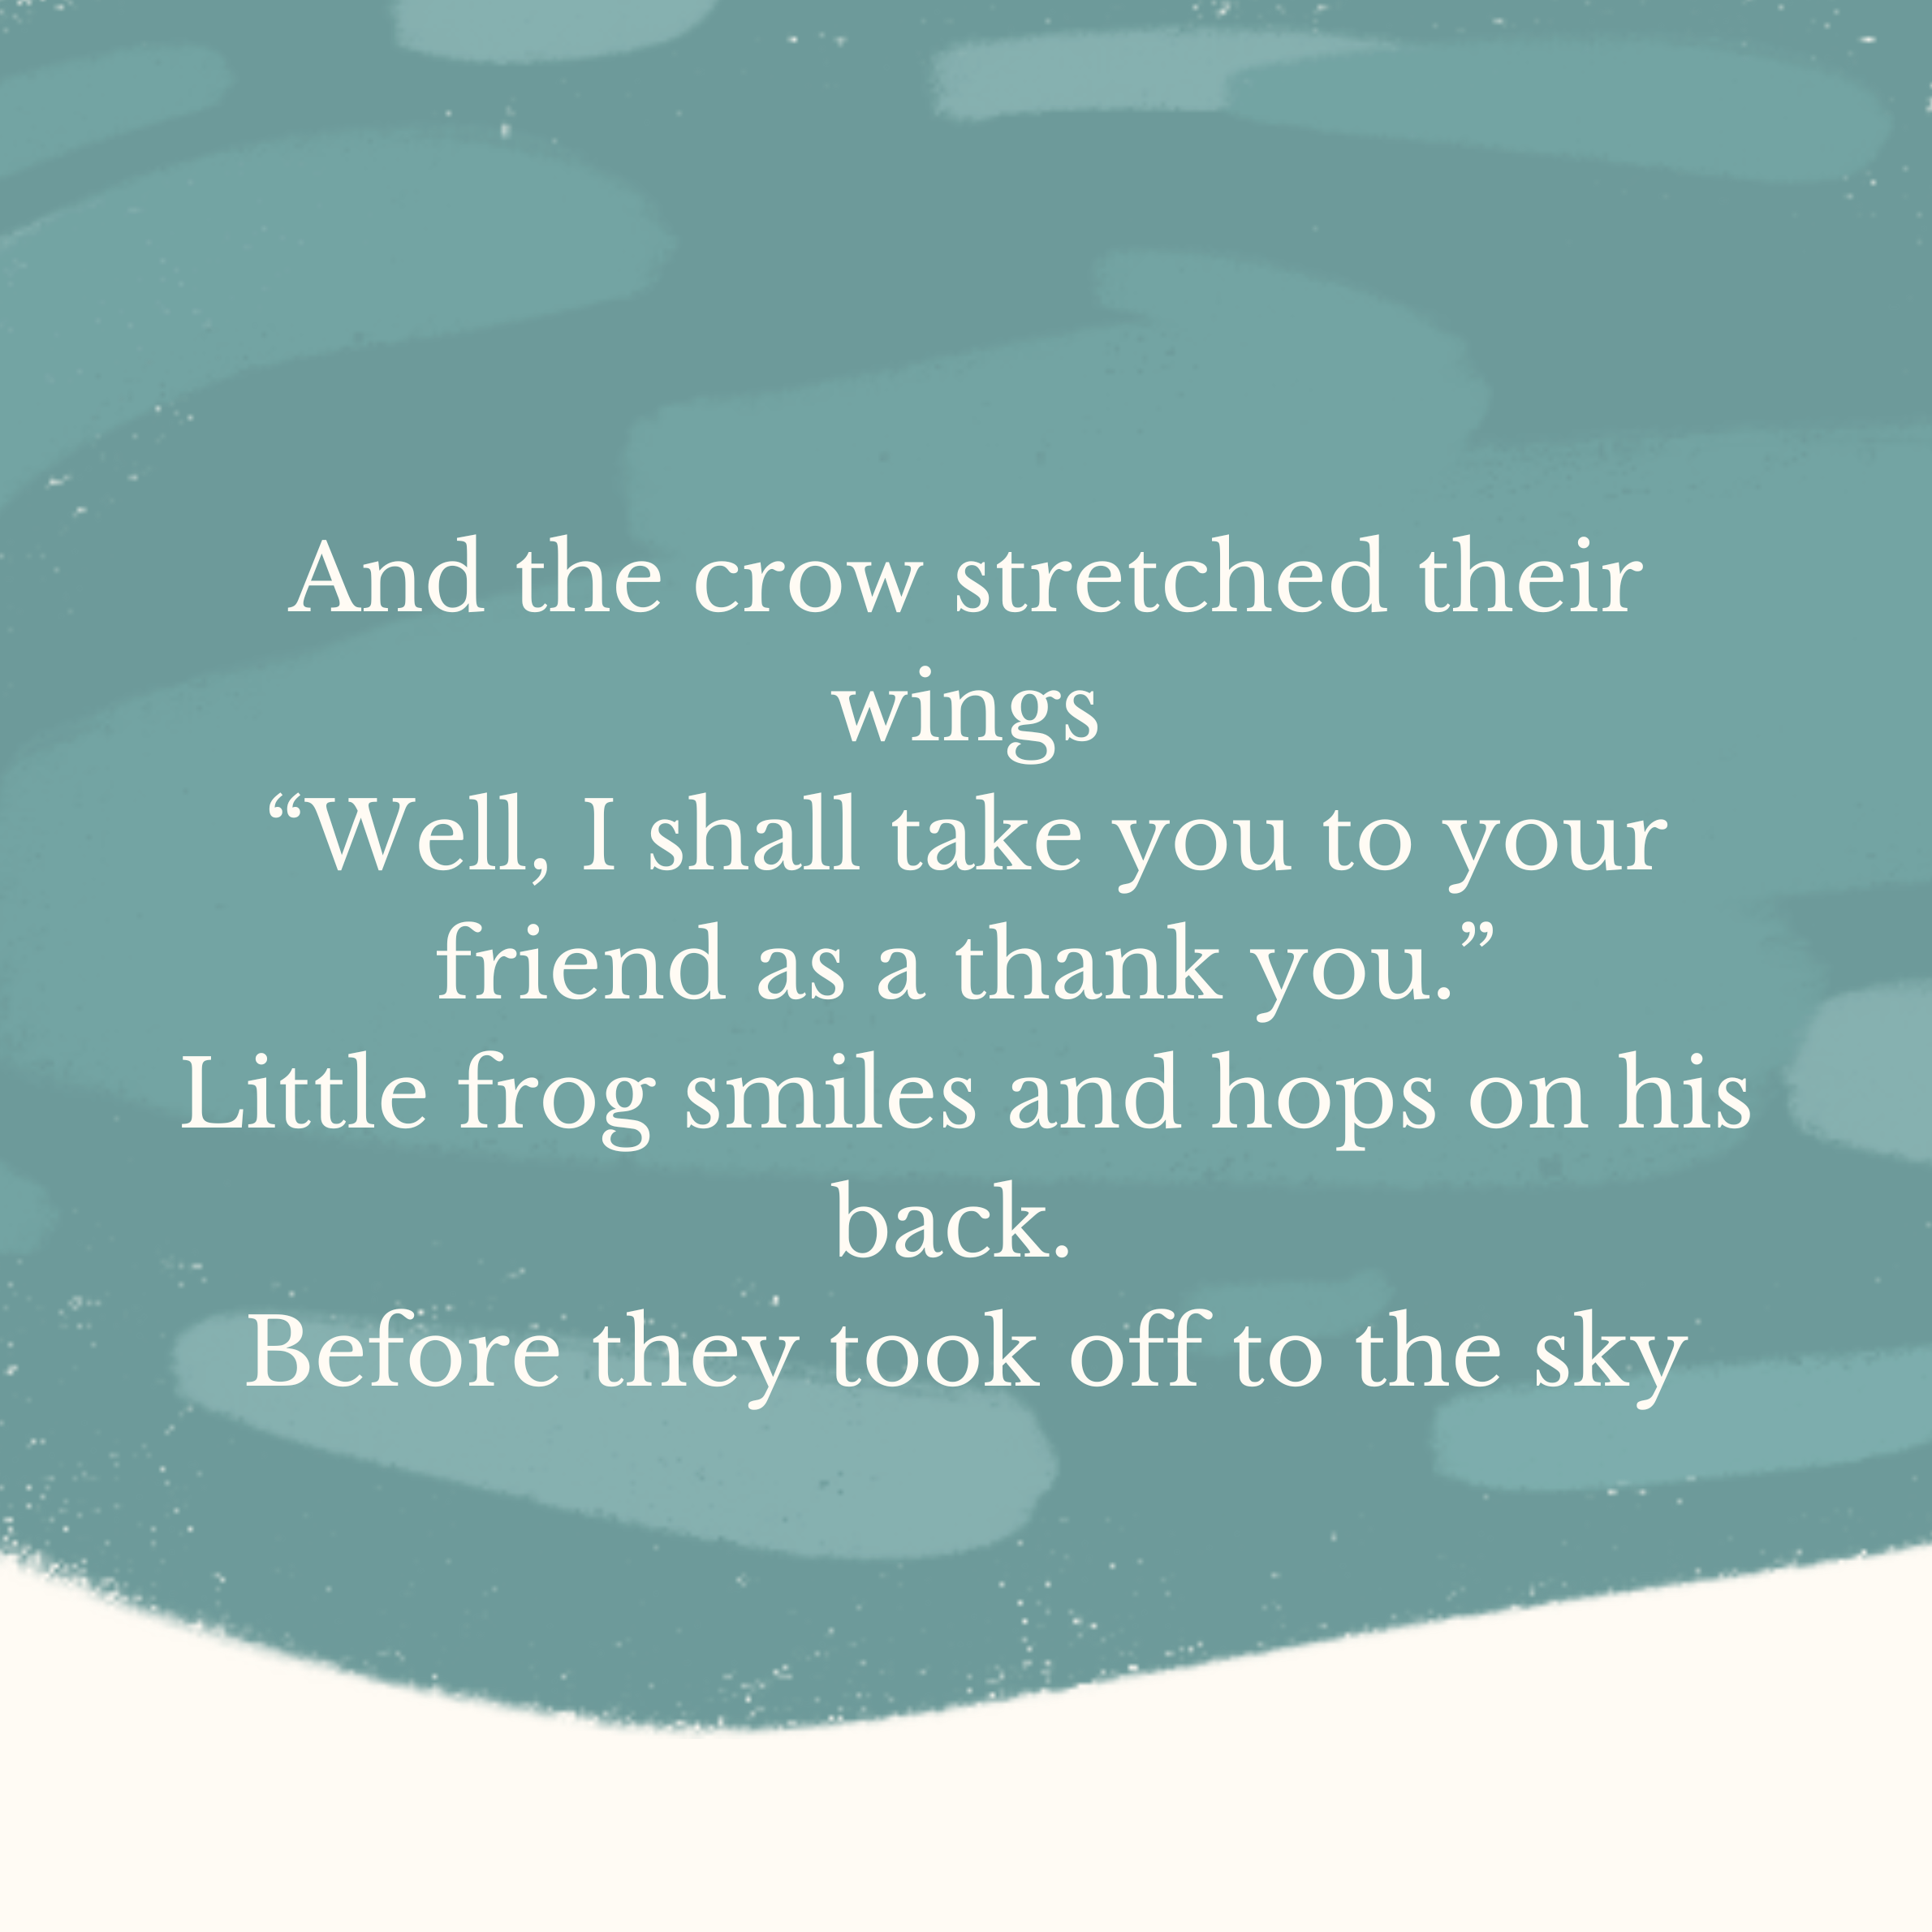 And the crow stretched their
wings
“Well, I shall take you to your
friend as a thank you.”
Little frog smiles and hops on his
back.
Before they took off to the sky